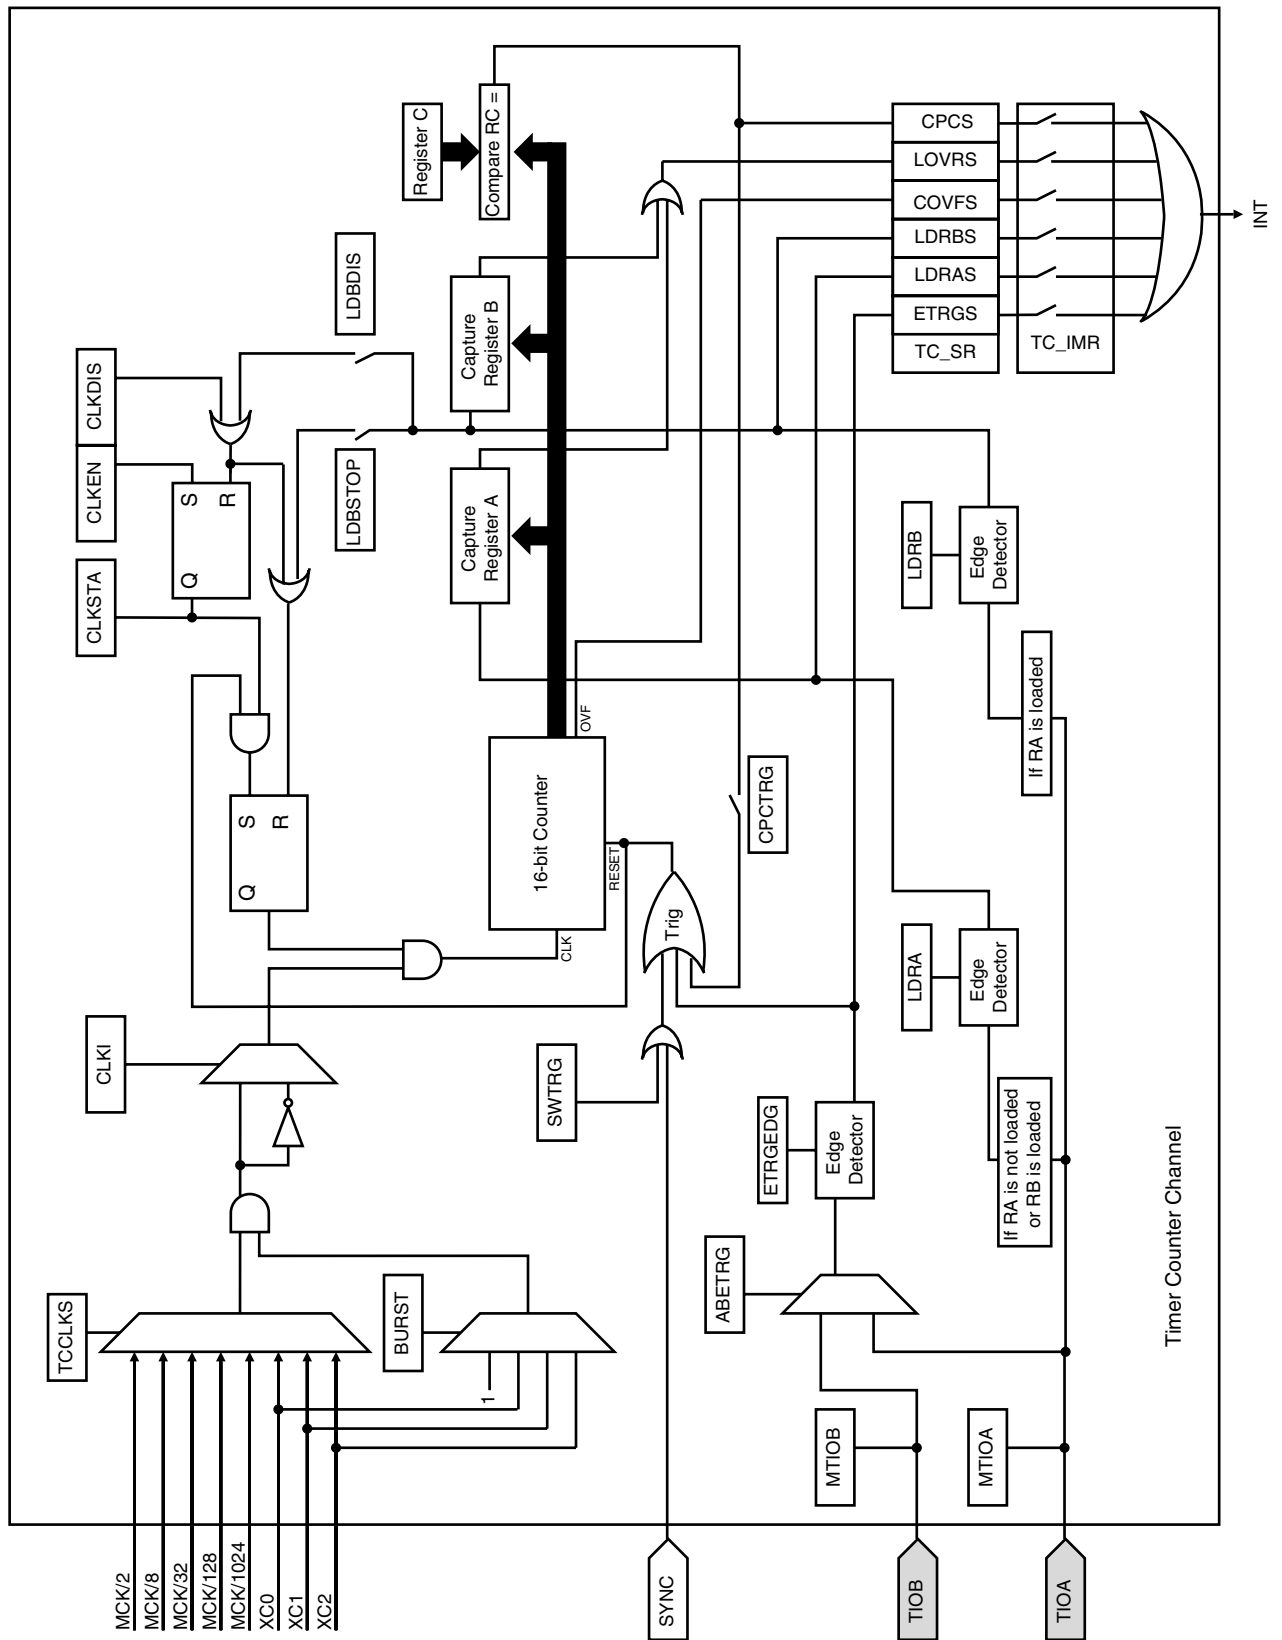 TCCLKS
MCK/2
MCK/8
MCK/32
MCK/128
MCK/1024
XC0
XC1
XC2
BURST
1
CLKI
CLKSTA
CLKEN
CLKDIS
Q
S
R
Q
S
R
LDBSTOP
LDBDIS
Register C
Capture
Register A
Capture
Register B
Compare RC =
16-bit Counter
CLK
RESET
OVF
SWTRG
Trig
CPCTRG
SYNC
ABETRG
ETRGEDG
Edge
Detector
MTIOB
TIOB
MTIOA
TIOA
LDRA
Edge
Detector
If RA is not loaded
or RB is loaded
LDRB
Edge
Detector
If RA is loaded
CPCS
LOVRS
COVFS
LDRBS
LDRAS
ETRGS
TC_SR
TC_IMR
INT
Timer Counter Channel